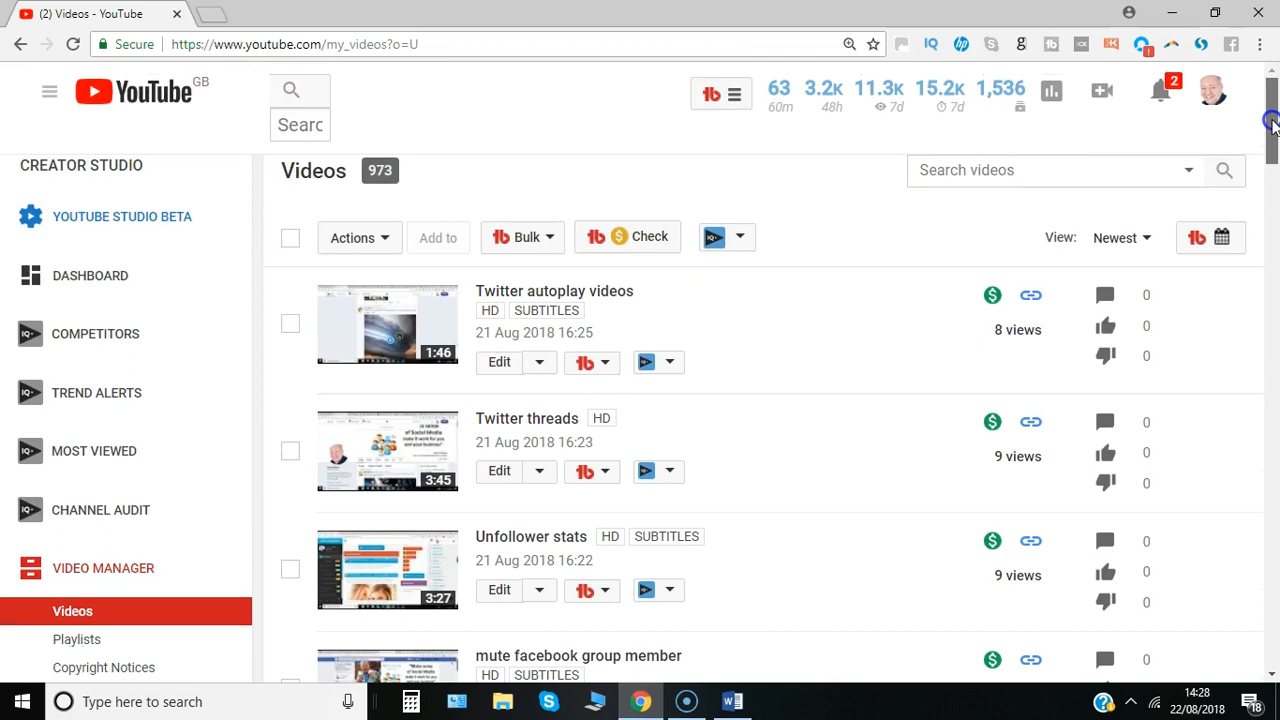 (2) Videos - YouTube
Secure https://www.youtube.com/my_videos?o=U
YouTube GB
Searc
63 3.2K 11.3K 15.2K 1,536
60m 48h 7d 7d
2
CREATOR STUDIO
YOUTUBE STUDIO BETA
DASHBOARD
COMPETITORS
TREND ALERTS
MOST VIEWED
CHANNEL AUDIT
VIDEO MANAGER
Videos
Playlists
Copyright Notices
Videos 973
Search videos
Actions Add to Bulk Check View: Newest
Twitter autoplay videos
HD SUBTITLES
21 Aug 2018 16:25
1:46
Edit
8 views
0
0
0
Twitter threads HD
21 Aug 2018 16:23
3:45
Edit
9 views
0
0
0
Unfollower stats HD SUBTITLES
21 Aug 2018 16:22
3:27
Edit
9 views
0
0
0
mute facebook group member
HD SUBTITLES
0
Type here to search
14:28
22/08/2018
18